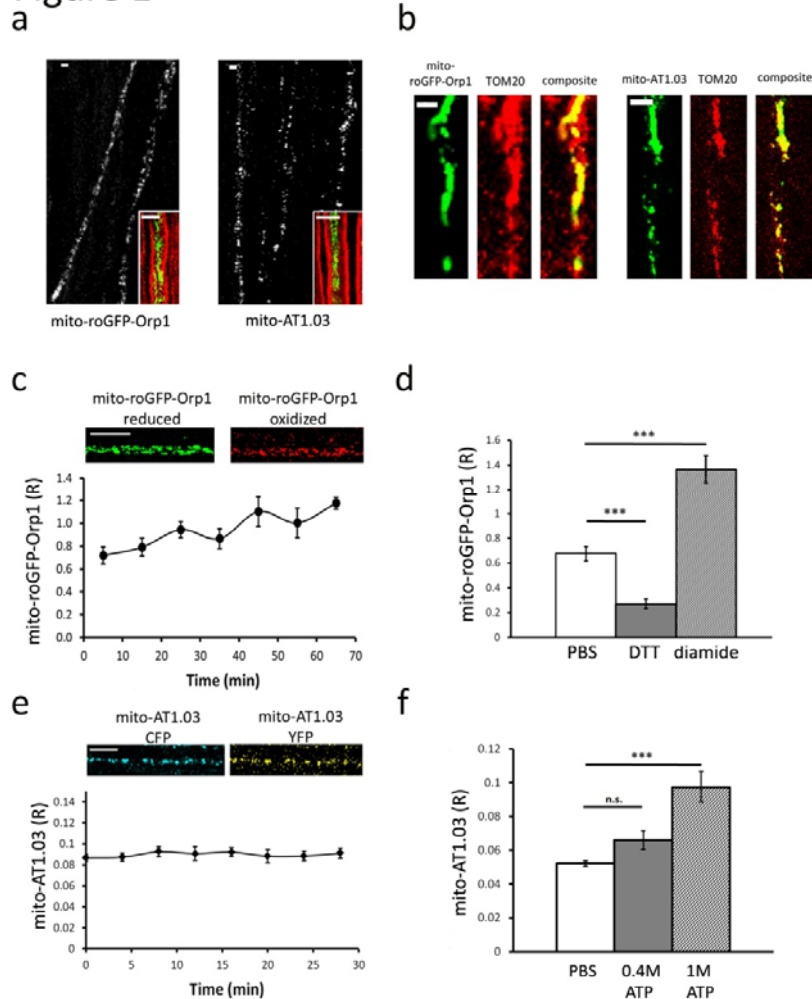 a
b
mito-roGFP-Orp1
mito-AT1.03
mito-
roGFP-Orp1
TOM20
composite
mito-AT1.03
TOM20
composite
c
mito-roGFP-Orp1
reduced
mito-roGFP-Orp1
oxidized
mito-roGFP-Orp1 (R)
1.4
1.2
1.0
0.8
0.6
0.4
0.2
0.0
0
10
20
30
40
50
60
70
Time (min)
d
mito-roGFP-Orp1 (R)
1.6
1.4
1.2
1
0.8
0.6
0.4
0.2
0
***
***
PBS
DTT
diamide
e
mito-AT1.03
CFP
mito-AT1.03
YFP
mito-AT1.03 (R)
0.14
0.12
0.1
0.08
0.06
0.04
0.02
0
0
5
10
15
20
25
30
Time (min)
f
mito-AT1.03 (R)
0.12
0.1
0.08
0.06
0.04
0.02
0
***
n.s.
PBS
0.4M
ATP
1M
ATP